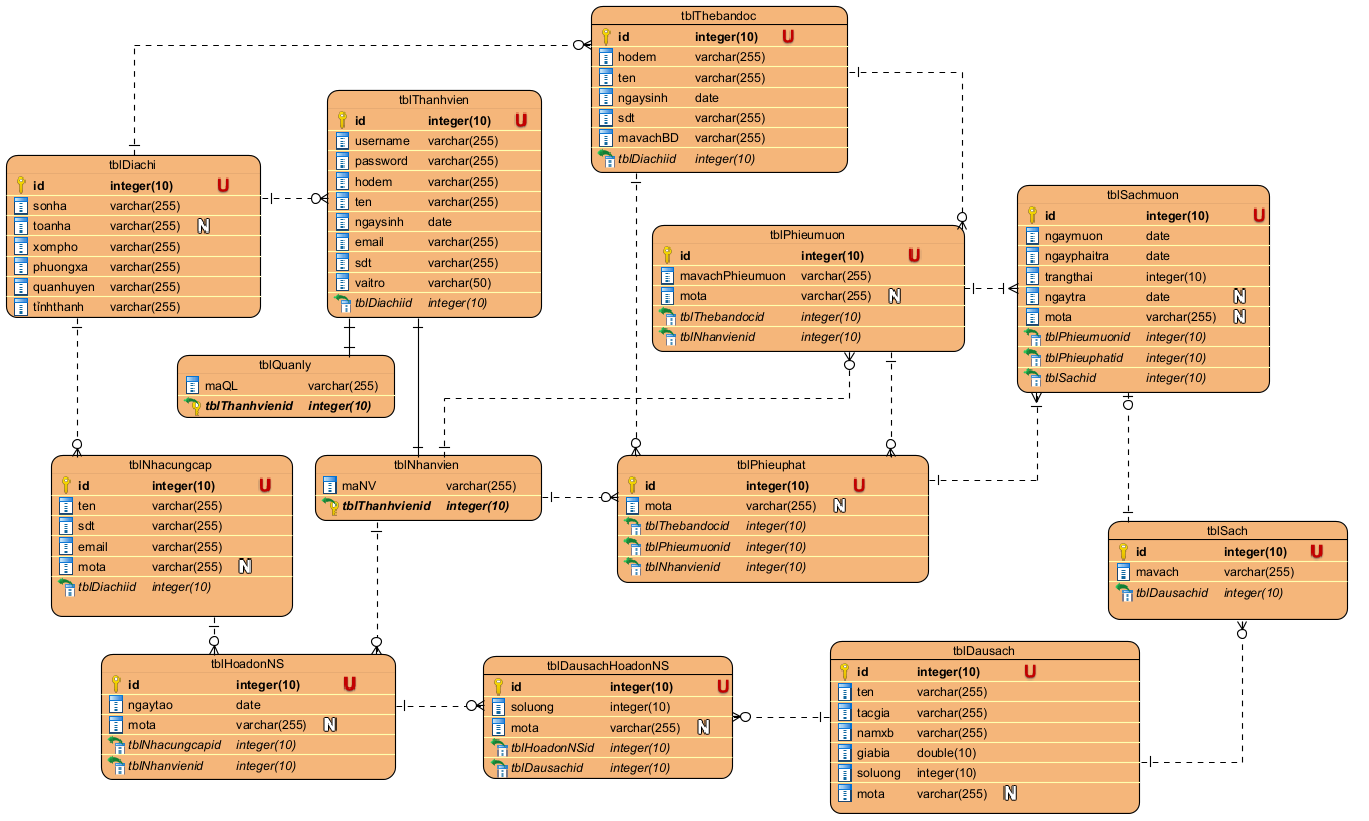 tblThebandoc
id integer(10) U
hodem varchar(255)
ten varchar(255)
ngaysinh date
sdt varchar(255)
mavachBD varchar(255)
tblDiachiid integer(10)
tblThanhvien
id integer(10) U
username varchar(255)
password varchar(255)
hodem varchar(255)
ten varchar(255)
ngaysinh date
email varchar(255)
sdt varchar(255)
vaitro varchar(50)
tblDiachiid integer(10)
tblDiachi
id integer(10) U
sonha varchar(255)
toanha varchar(255) N
xompho varchar(255)
phuongxa varchar(255)
quanhuyen varchar(255)
tỉnhthanh varchar(255)
tblSachmuon
id integer(10) U
ngaymuon date
ngayphaitra date
trangthai integer(10)
ngaytra date N
mota varchar(255) N
tblPhieumuonid integer(10)
tblPhieuphatid integer(10)
tblSachid integer(10)
tblPhieumuon
id integer(10) U
mavachPhieumuon varchar(255)
mota varchar(255) N
tblThebandocid integer(10)
tblNhanvienid integer(10)
tblQuanly
maQL varchar(255)
tblThanhvienid integer(10)
tblNhacungcap
id integer(10) U
ten varchar(255)
sdt varchar(255)
email varchar(255)
mota varchar(255) N
tblDiachiid integer(10)
tblNhanvien
maNV varchar(255)
tblThanhvienid integer(10)
tblPhieuphat
id integer(10) U
mota varchar(255) N
tblThebandocid integer(10)
tblPhieumuonid integer(10)
tblNhanvienid integer(10)
tblSach
id integer(10) U
mavach varchar(255)
tblDausachid integer(10)
tblHoadonNS
id integer(10) U
ngaytao date
mota varchar(255) N
tblNhacungcapid integer(10)
tblNhanvienid integer(10)
tblDausachHoadonNS
id integer(10) U
soluong integer(10)
mota varchar(255) N
tblHoadonNSid integer(10)
tblDausachid integer(10)
tblDausach
id integer(10) U
ten varchar(255)
tacgia varchar(255)
namxb varchar(255)
giabia double(10)
soluong integer(10)
mota varchar(255) N